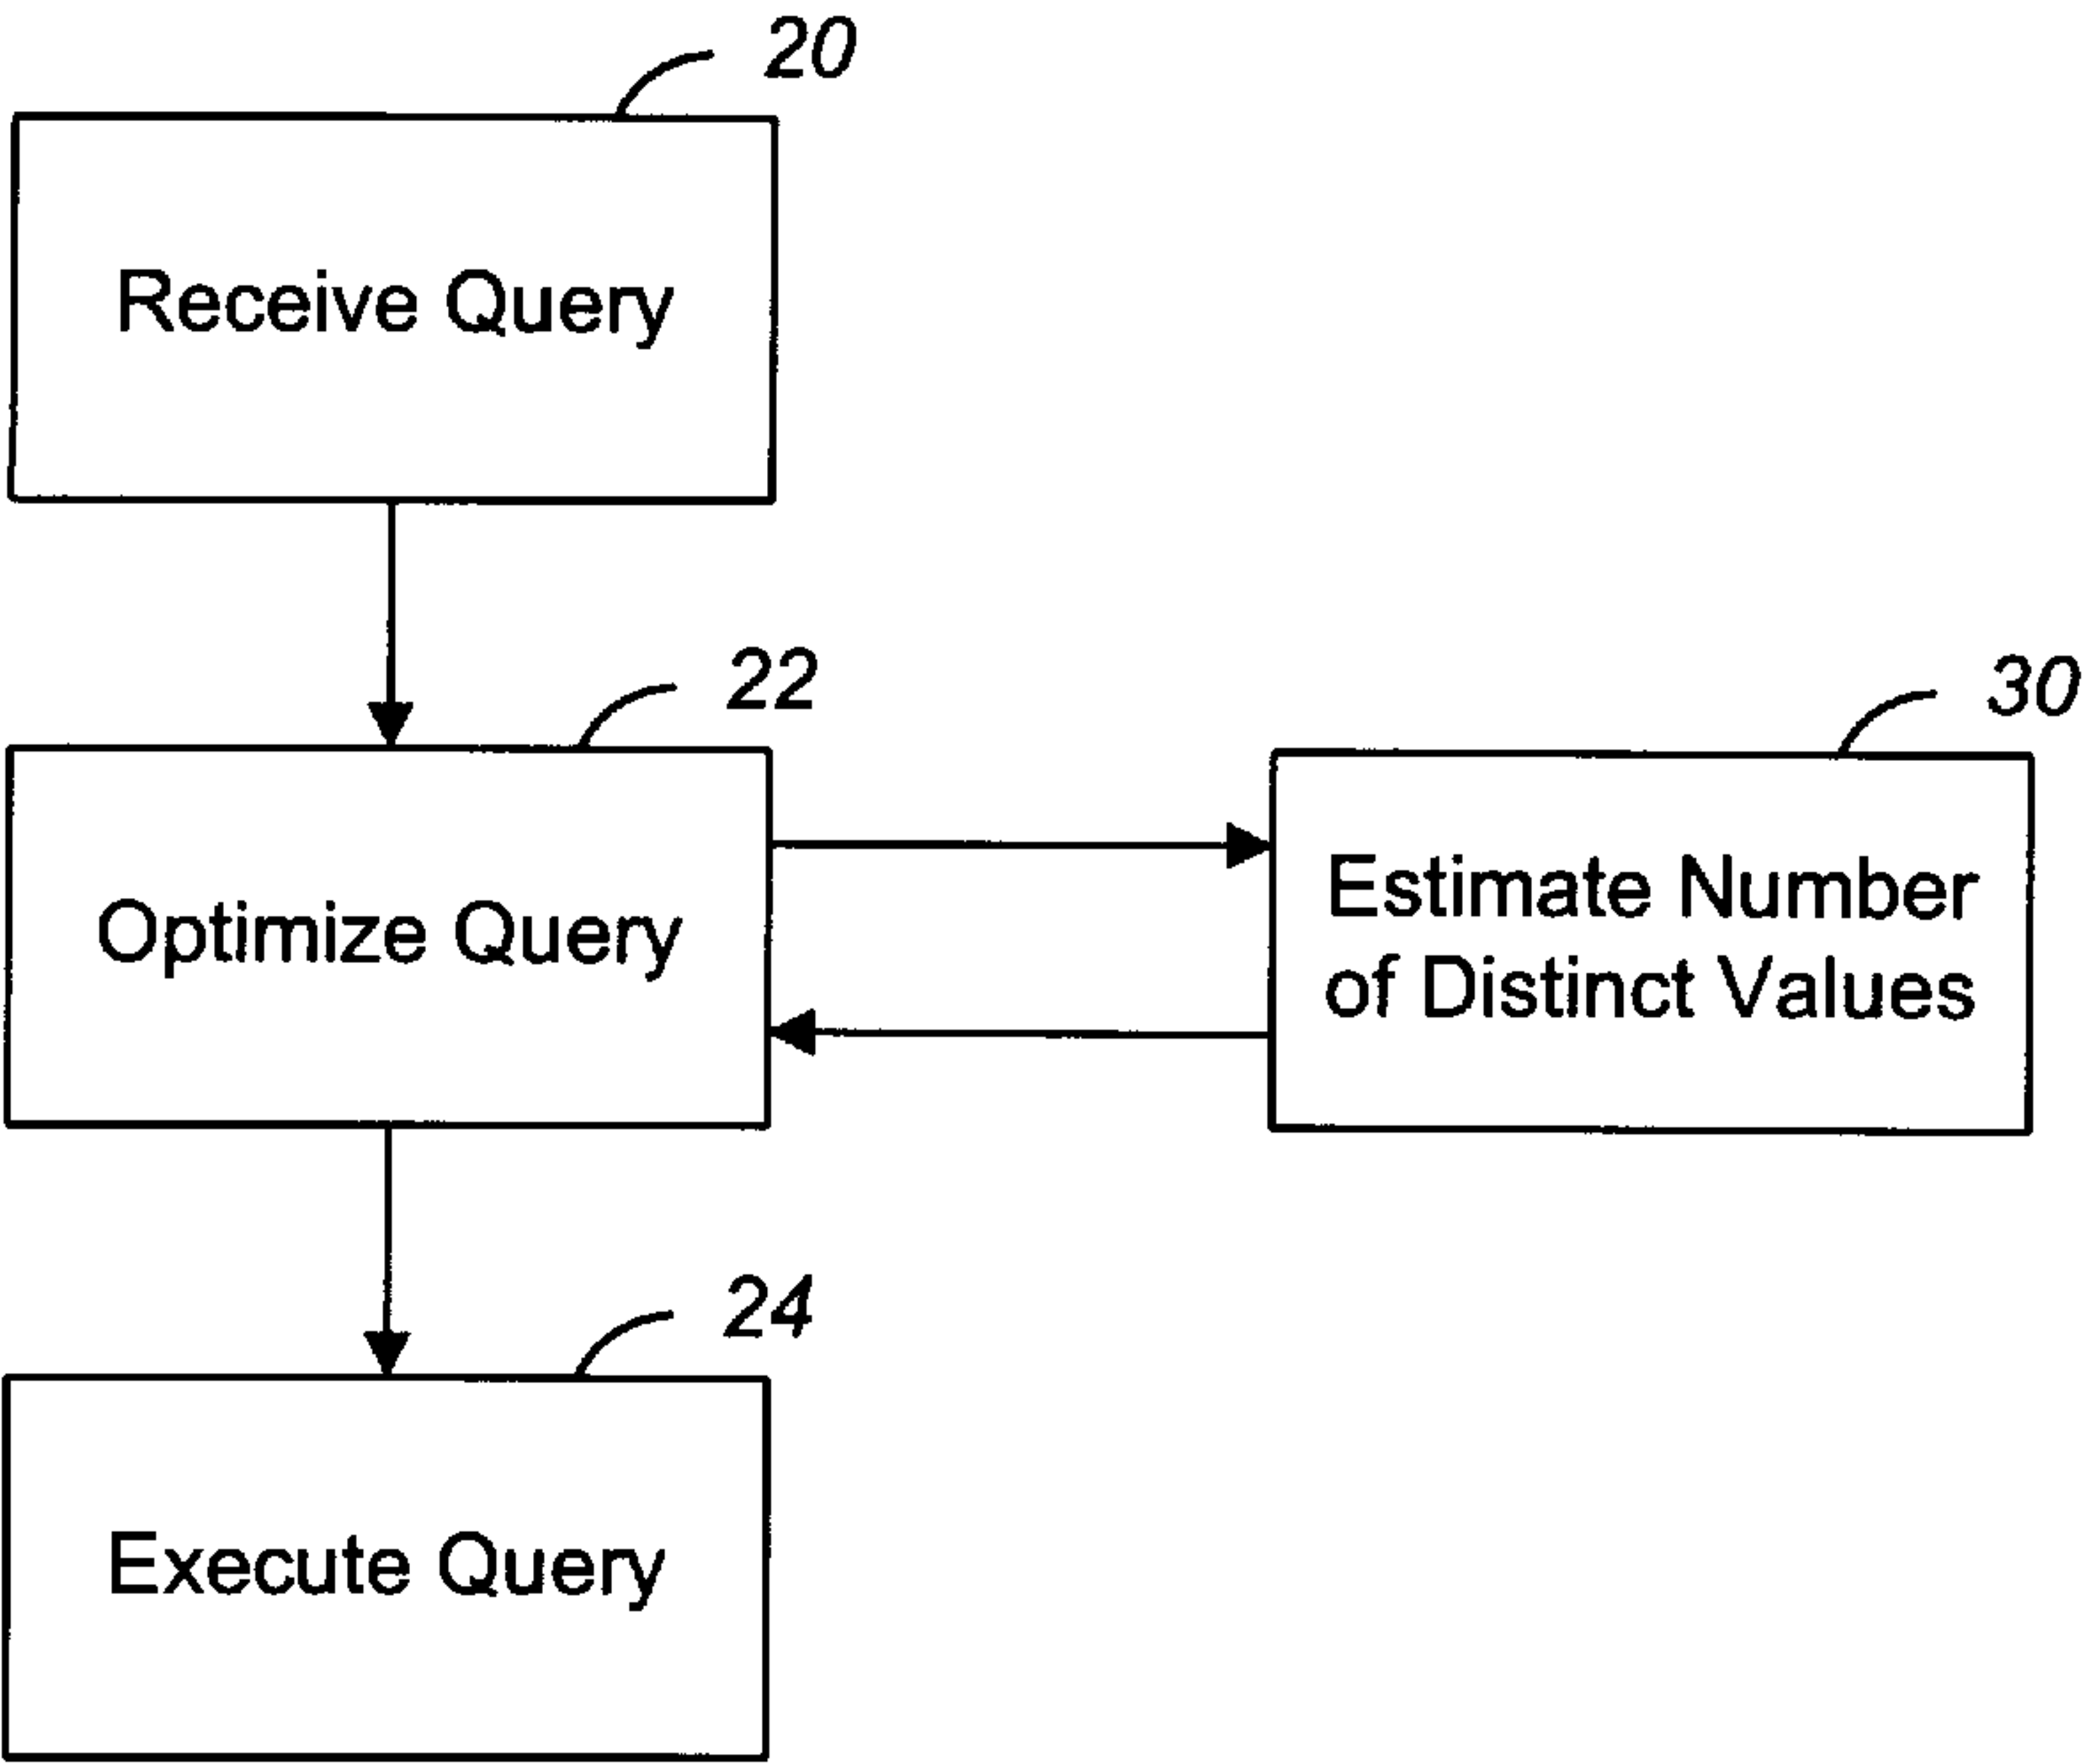 20
Receive Query
22
Optimize Query
30
Estimate Number
of Distinct Values
24
Execute Query